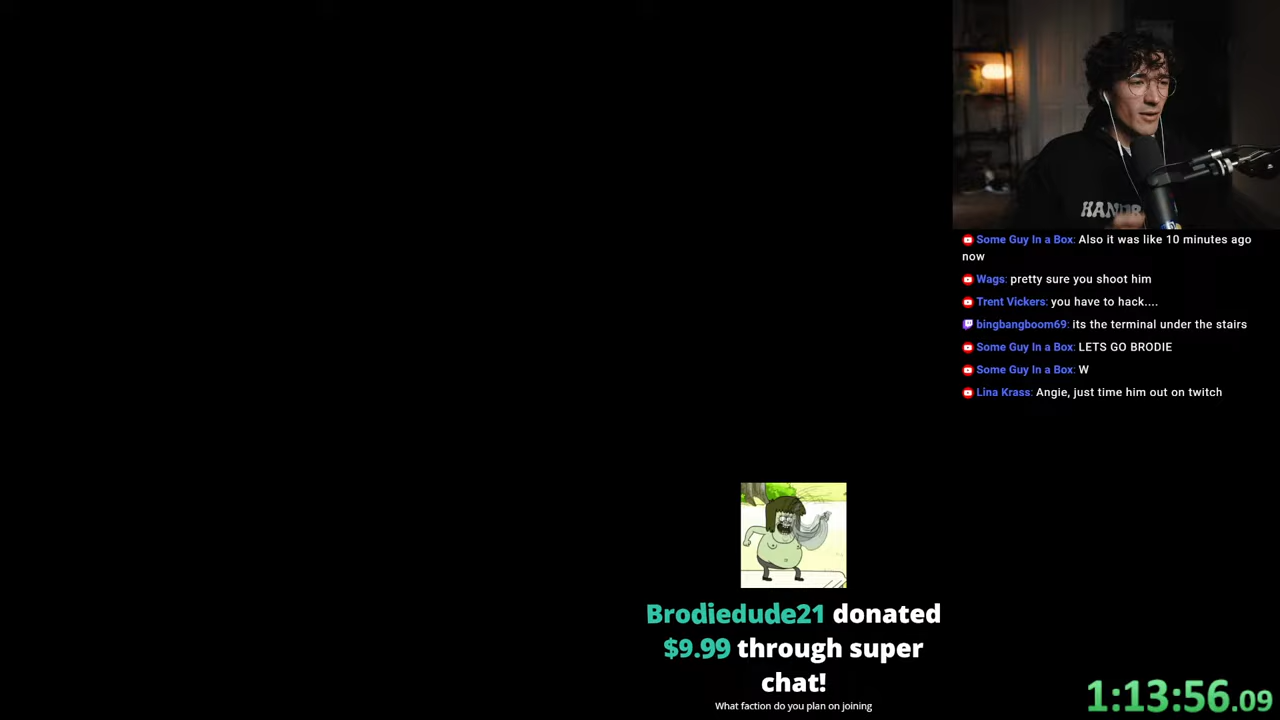 HANDR
Some Guy In a Box: Also it was like 10 minutes ago
now
Wags: pretty sure you shoot him
Trent Vickers: you have to hack....
bingbangboom69: its the terminal under the stairs
Some Guy In a Box: LETS GO BRODIE
Some Guy In a Box: W
Lina Krass: Angie, just time him out on twitch
Brodiedude21 donated
$9.99 through super
chat!
What faction do you plan on joining
1:13:56.09